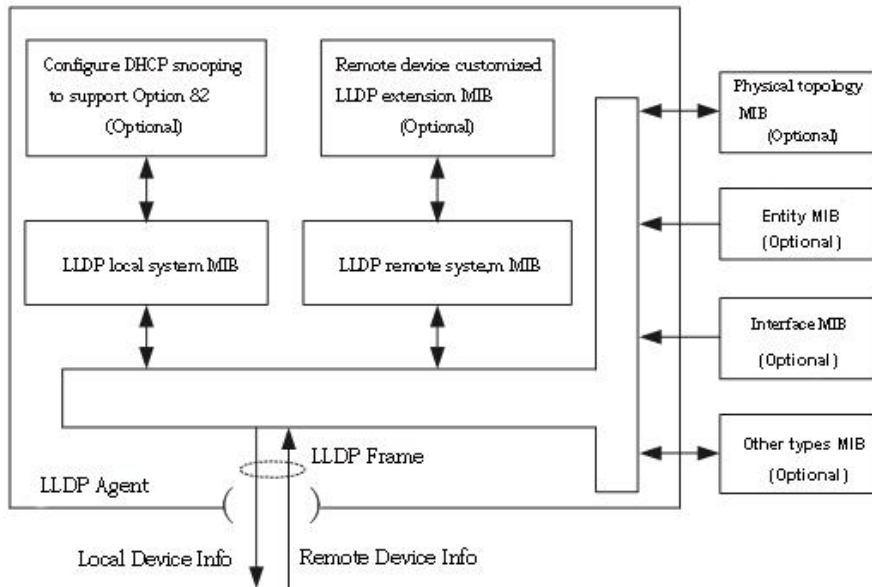 Configure DHCP snooping
to support Option 82
(Optional)
Remote device customized
LLDP extension MIB
(Optional)
Physical topology
MIB
(Optional)
LLDP local system MIB
LLDP remote syste,m MIB
Entity MIB
(Optional)
Interface MIB
(Optional)
Other types MIB
(Optional)
LLDP Frame
LLDP Agent
Local Device Info
Remote Device Info